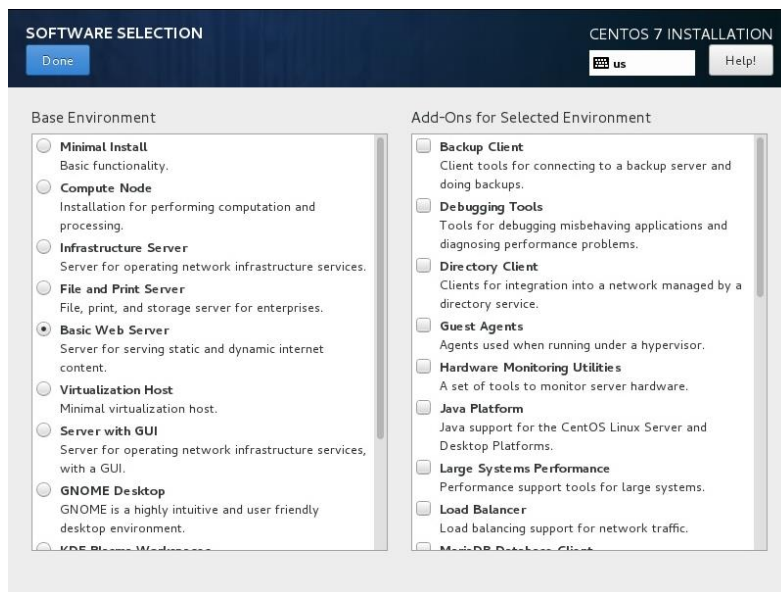 SOFTWARE SELECTION
Done
CENTOS 7 INSTALLATION
us
Help!
Base Environment
Minimal Install
Basic functionality.
Compute Node
Installation for performing computation and
processing.
Infrastructure Server
Server for operating network infrastructure services.
File and Print Server
File, print, and storage server for enterprises.
Basic Web Server
Server for serving static and dynamic internet
content.
Virtualization Host
Minimal virtualization host.
Server with GUI
Server for operating network infrastructure services,
with a GUI.
GNOME Desktop
GNOME is a highly intuitive and user friendly
desktop environment.
KDE Plasma Workspaces
Add-Ons for Selected Environment
Backup Client
Client tools for connecting to a backup server and
doing backups.
Debugging Tools
Tools for debugging misbehaving applications and
diagnosing performance problems.
Directory Client
Clients for integration into a network managed by a
directory service.
Guest Agents
Agents used when running under a hypervisor.
Hardware Monitoring Utilities
A set of tools to monitor server hardware.
Java Platform
Java support for the CentOS Linux Server and
Desktop Platforms.
Large Systems Performance
Performance support tools for large systems.
Load Balancer
Load balancing support for network traffic.
MariaDB Database Client